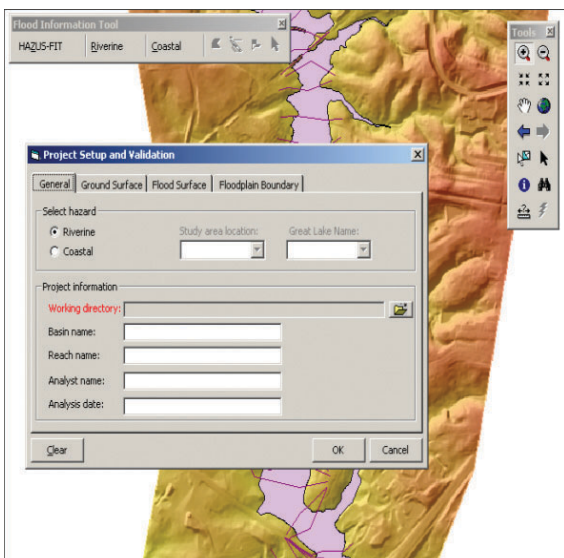 Flood Information Tool
HAZUS-FIT Riverine Coastal
Tools
Project Setup and Validation
General Ground Surface Flood Surface Floodplain Boundary
Select hazard
Riverine Study area location: Great Lake Name:
Coastal
Project information
Working directory:
Basin name:
Reach name:
Analyst name:
Analysis date:
Clear OK Cancel